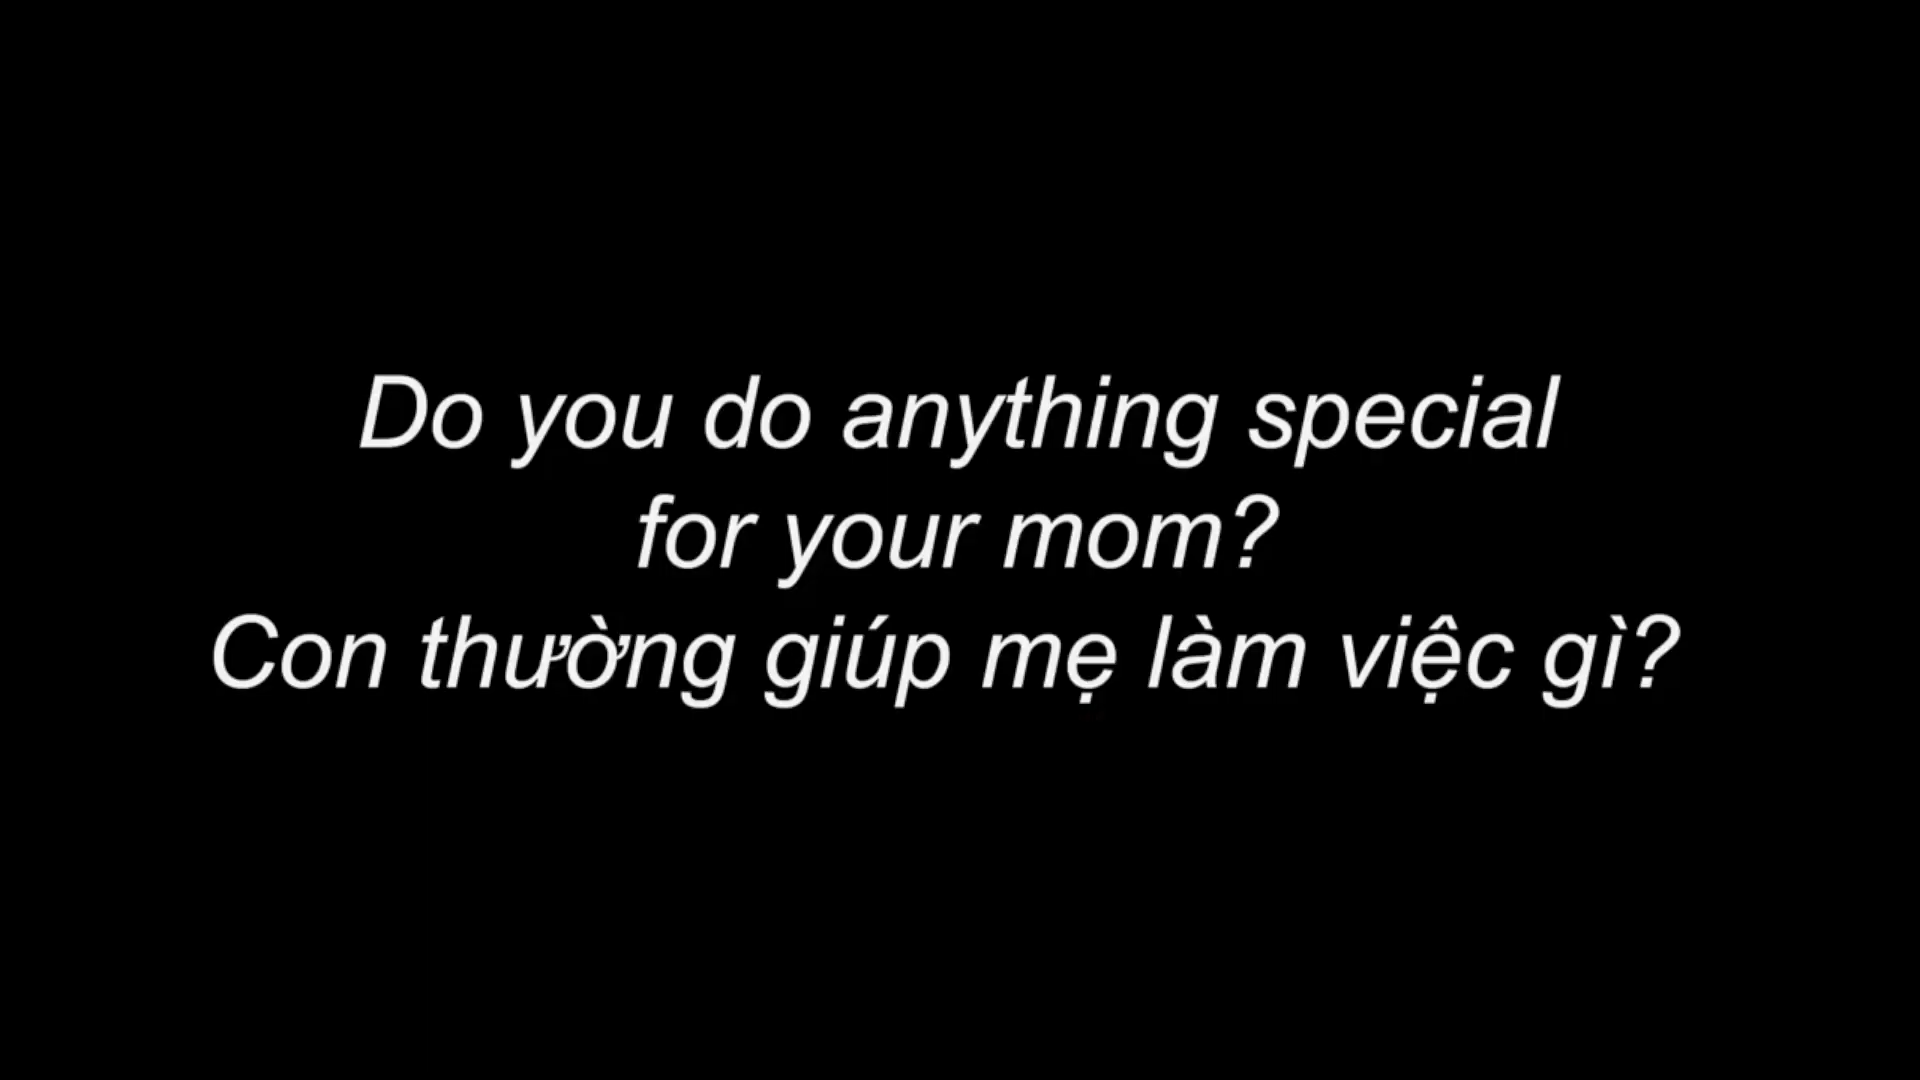 Do you do anything special
for your mom?
Con thường giúp mẹ làm việc gì?